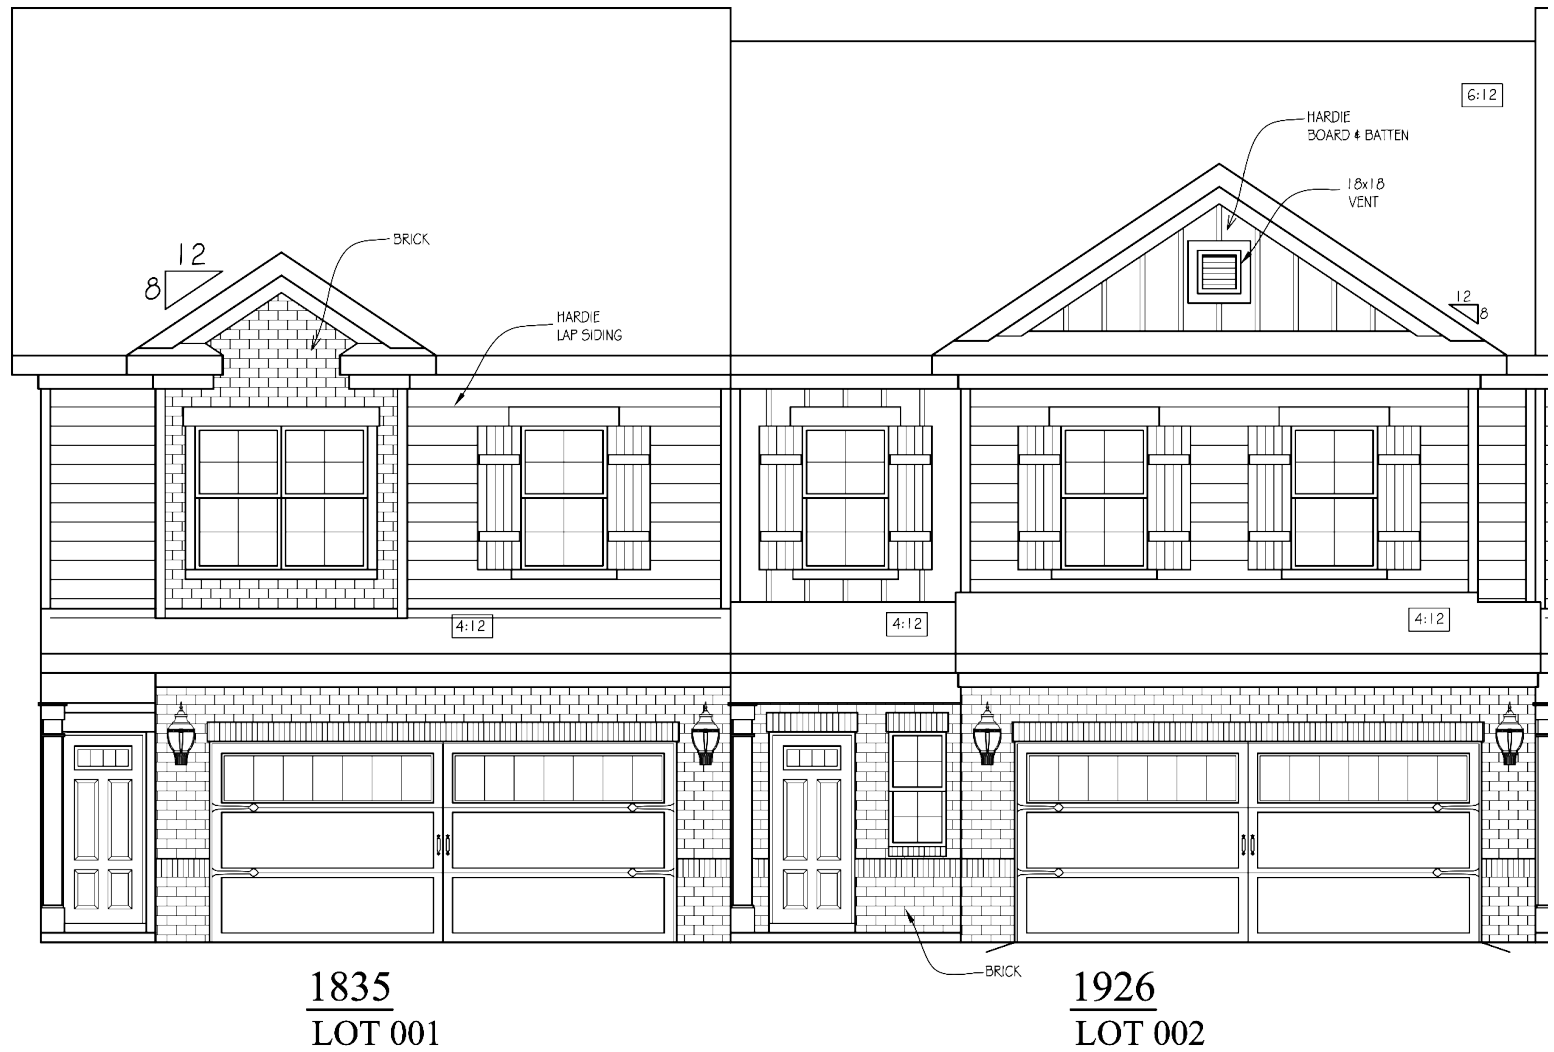 6:12
HARDIE
BOARD & BATTEN
18x18
VENT
12
8
BRICK
12
8
HARDIE
LAP SIDING
4:12
4:12
4:12
BRICK
1835
LOT 001
1926
LOT 002